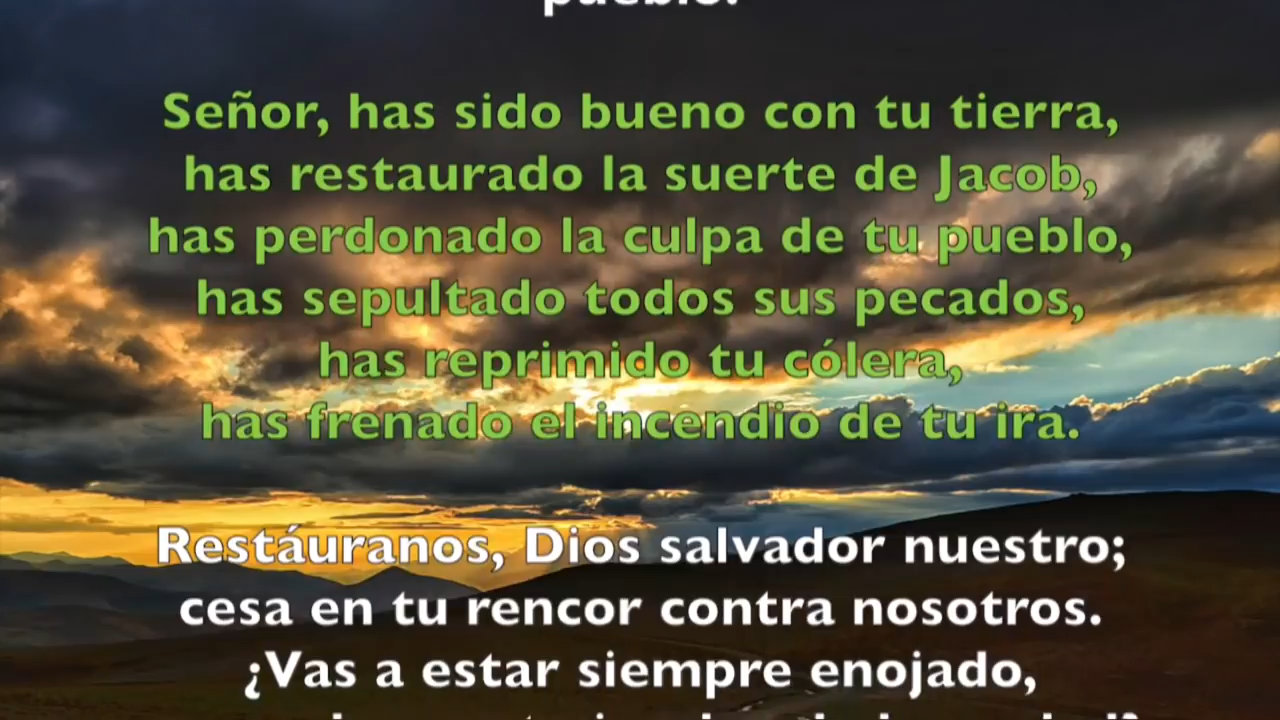 pueblo.
Señor, has sido bueno con tu tierra,
has restaurado la suerte de Jacob,
has perdonado la culpa de tu pueblo,
has sepultado todos sus pecados,
has reprimido tu cólera,
has frenado el incendio de tu ira.
Restáuranos, Dios salvador nuestro;
cesa en tu rencor contra nosotros.
¿Vas a estar siempre enojado,